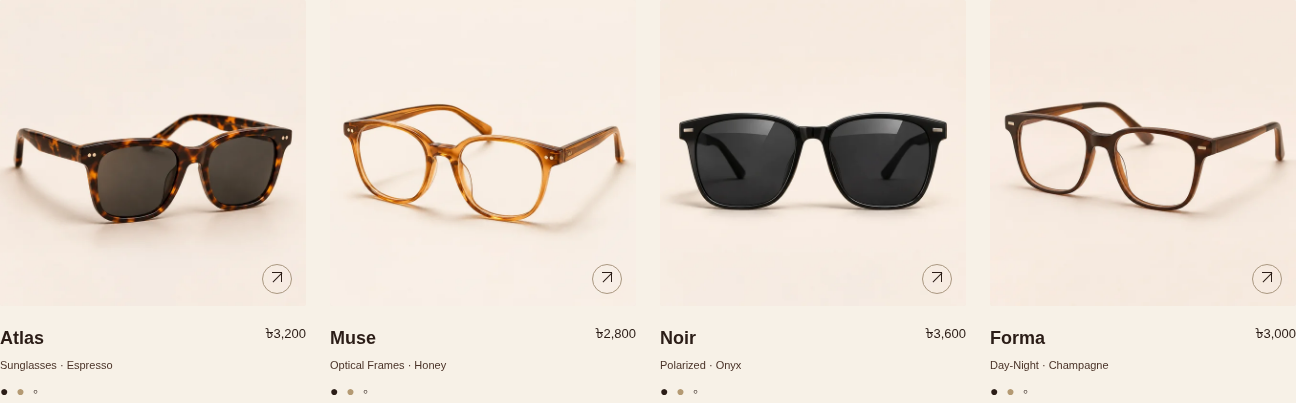 Atlas
৳3,200
Sunglasses · Espresso
Muse
৳2,800
Optical Frames · Honey
Noir
৳3,600
Polarized · Onyx
Forma
৳3,000
Day-Night · Champagne